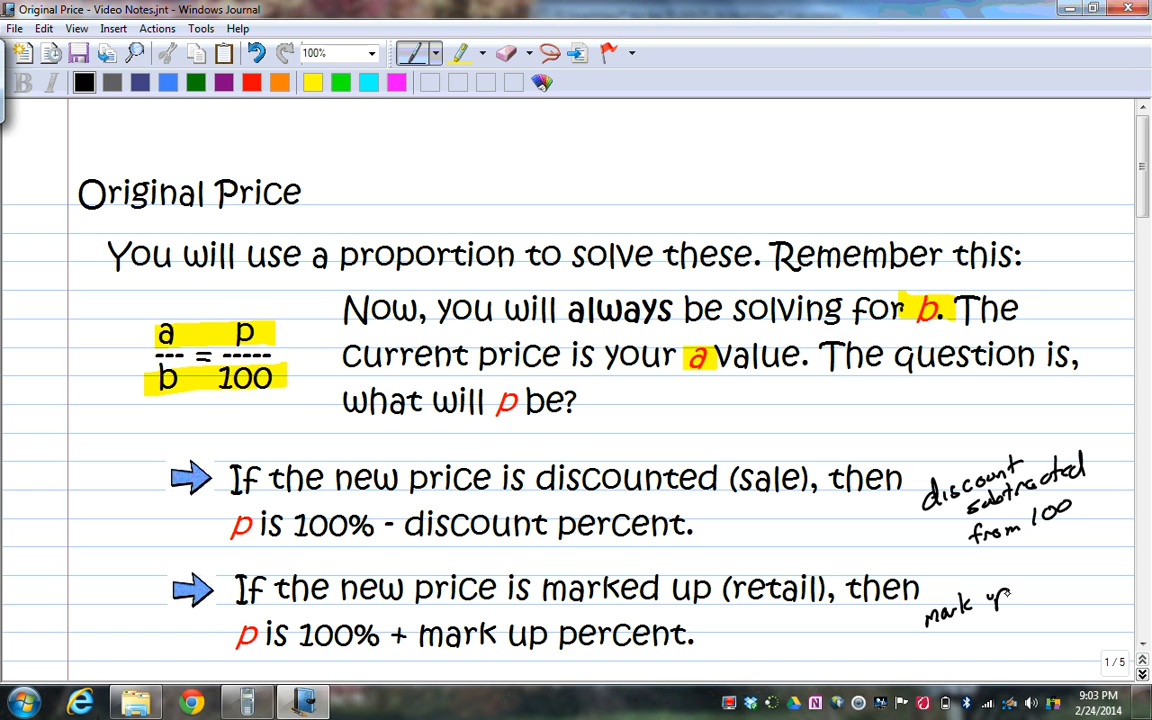 Original Price - Video Notes.jnt - Windows Journal
File Edit View Insert Actions Tools Help
100%
B I
Original Price
You will use a proportion to solve these. Remember this:
a p
--- = -----
b 100
Now, you will always be solving for b. The
current price is your a value. The question is,
what will p be?
If the new price is discounted (sale), then
p is 100% - discount percent.
discount
subtracted
from 100
If the new price is marked up (retail), then
p is 100% + mark up percent.
mark up
1 / 5
9:03 PM
2/24/2014